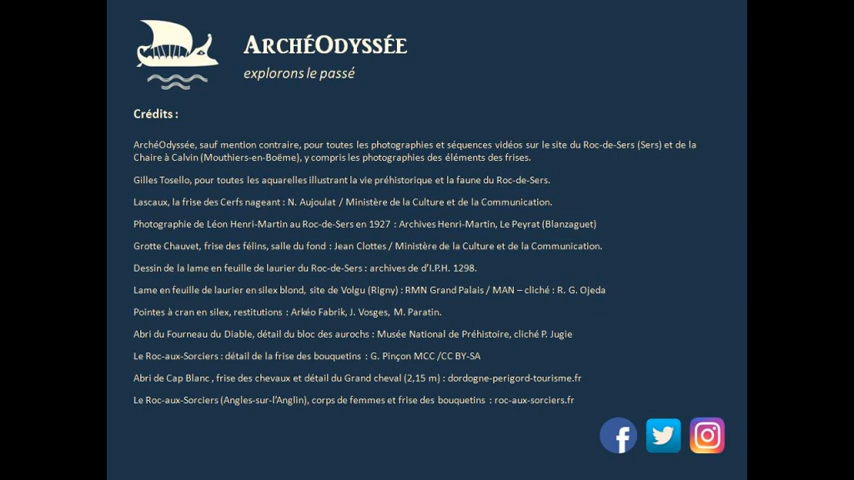 ArchéOdyssée
explorons le passé
Crédits :
ArchéOdyssée, sauf mention contraire, pour toutes les photographies et séquences vidéos sur le site du Roc-de-Sers (Sers) et de la
Chaire à Calvin (Mouthiers-en-Boëme), y compris les photographies des éléments des frises.
Gilles Tosello, pour toutes les aquarelles illustrant la vie préhistorique et la faune du Roc-de-Sers.
Lascaux, la frise des Cerfs nageant : N. Aujoulat / Ministère de la Culture et de la Communication.
Photographie de Léon Henri-Martin au Roc-de-Sers en 1927 : Archives Henri-Martin, Le Peyrat (Blanzaguet)
Grotte Chauvet, frise des félins, salle du fond : Jean Clottes / Ministère de la Culture et de la Communication.
Dessin de la lame en feuille de laurier du Roc-de-Sers : archives de d'I.P.H. 1298.
Lame en feuille de laurier en silex blond, site de Volgu (Rigny) : RMN Grand Palais / MAN – cliché : R. G. Ojeda
Pointes à cran en silex, restitutions : Arkéo Fabrik, J. Vosges, M. Paratin.
Abri du Fourneau du Diable, détail du bloc des aurochs : Musée National de Préhistoire, cliché P. Jugie
Le Roc-aux-Sorciers : détail de la frise des bouquetins : G. Pinçon MCC /CC BY-SA
Abri de Cap Blanc , frise des chevaux et détail du Grand cheval (2,15 m) : dordogne-perigord-tourisme.fr
Le Roc-aux-Sorciers (Angles-sur-l'Anglin), corps de femmes et frise des bouquetins : roc-aux-sorciers.fr